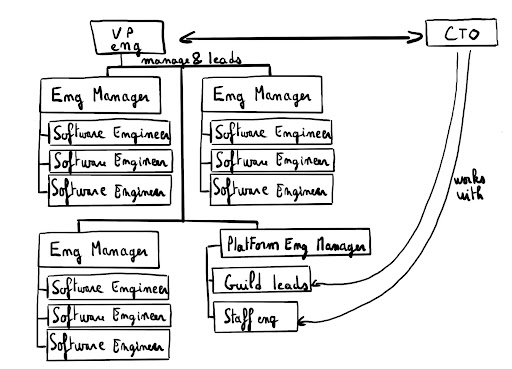 VP
eng
CTO
manage & leads
Eng Manager
Software Engineer
Software Engineer
Software Engineer
Eng Manager
Software Engineer
Software Engineer
Software Engineer
works
with
Eng Manager
Software Engineer
Software Engineer
Software Engineer
Platform Eng Manager
Guild leads
Staff eng